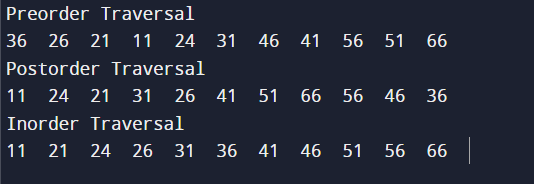 Preorder Traversal
36 26 21 11 24 31 46 41 56 51 66
Postorder Traversal
11 24 21 31 26 41 51 66 56 46 36
Inorder Traversal
11 21 24 26 31 36 41 46 51 56 66